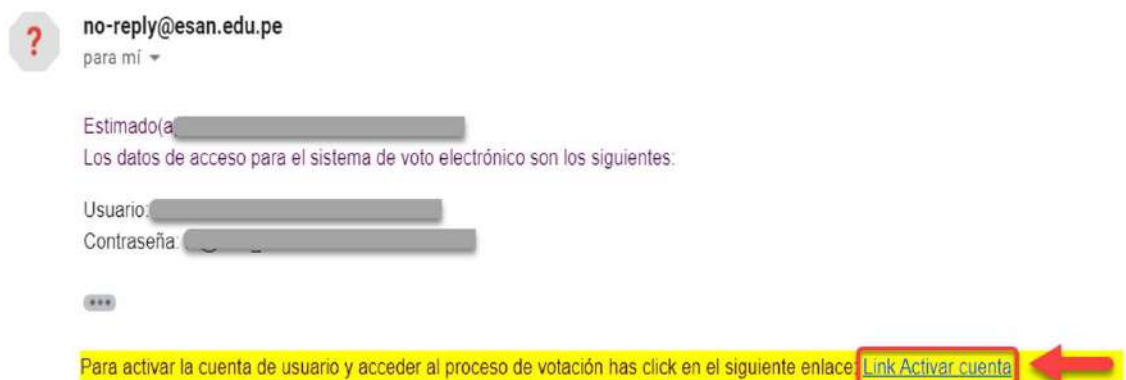 ?
no-reply@esan.edu.pe
para mí
Estimado(a
Los datos de acceso para el sistema de voto electrónico son los siguientes:
Usuario:
Contraseña:
Para activar la cuenta de usuario y acceder al proceso de votación has click en el siguiente enlace: Link Activar cuenta